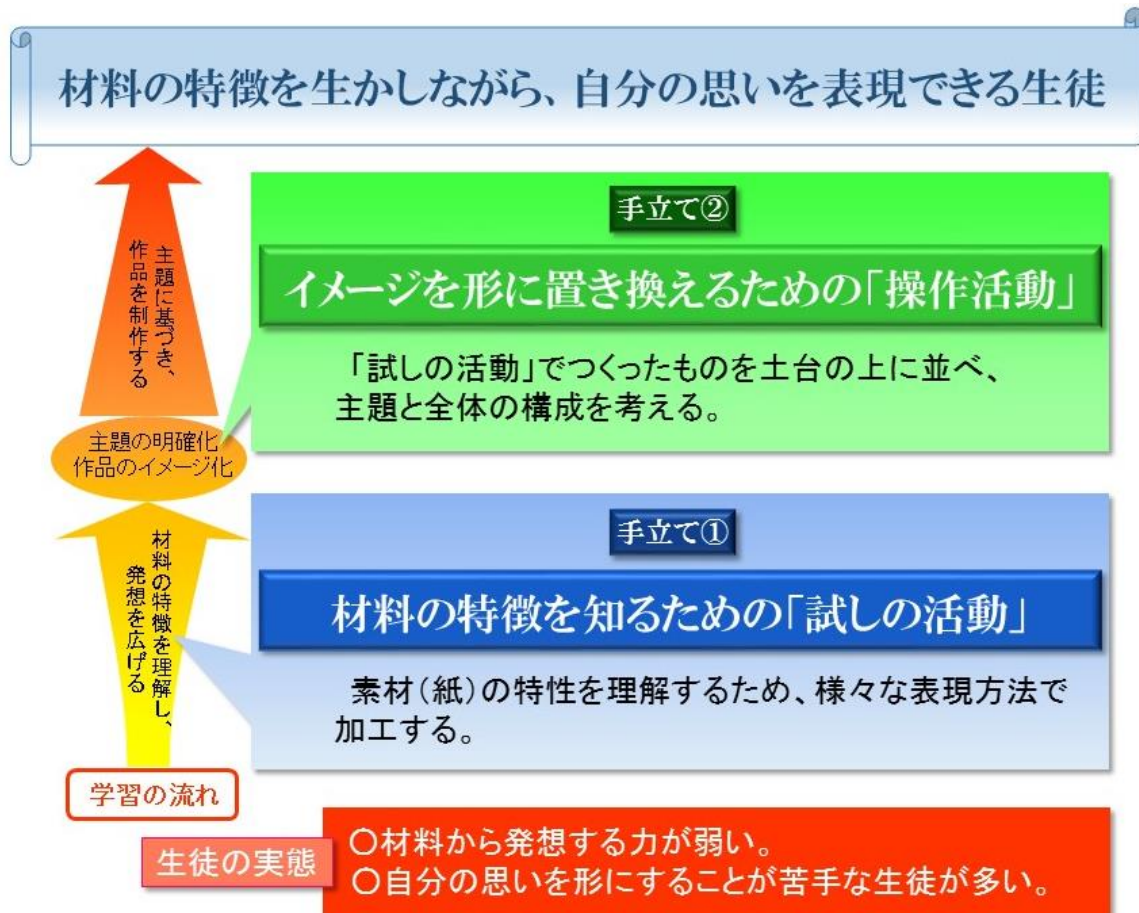 材料の特徴を生かしながら、自分の思いを表現できる生徒
主題に基づき、
作品を制作する
手立て②
イメージを形に置き換えるための「操作活動」
「試しの活動」でつくったものを土台の上に並べ、
主題と全体の構成を考える。
主題の明確化
作品のイメージ化
材料の特徴を理解し、
発想を広げる
手立て①
材料の特徴を知るための「試しの活動」
素材(紙)の特性を理解するため、様々な表現方法で
加工する。
学習の流れ
生徒の実態
○材料から発想する力が弱い。
○自分の思いを形にすることが苦手な生徒が多い。